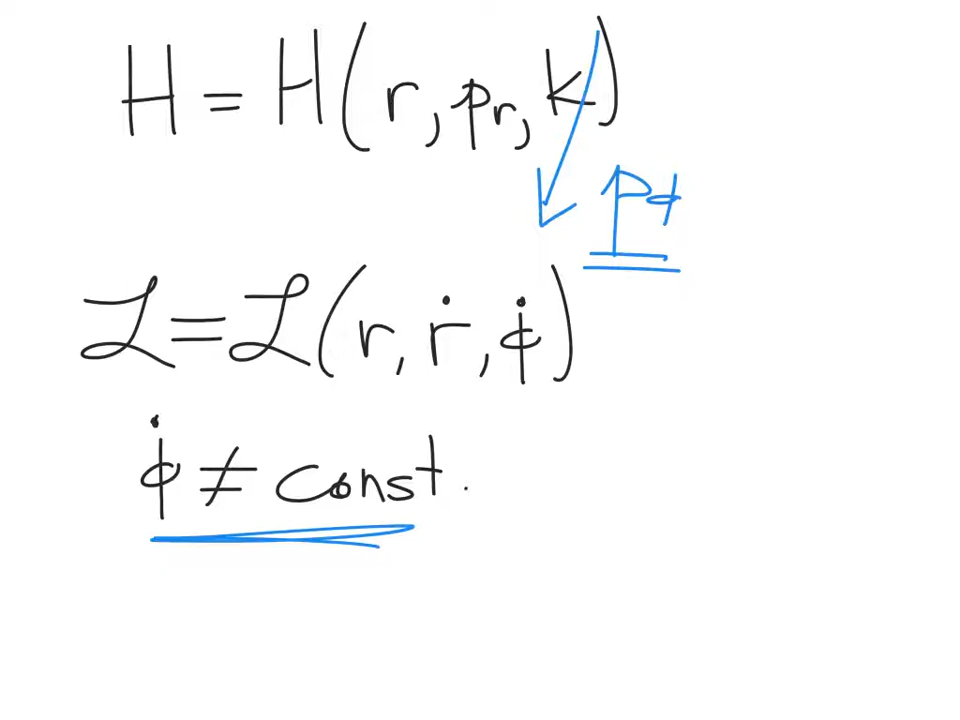 H = H(r, pr, k)
pϕ
ℒ = ℒ(r, ṙ, ϕ̇)
ϕ̇ ≠ const.